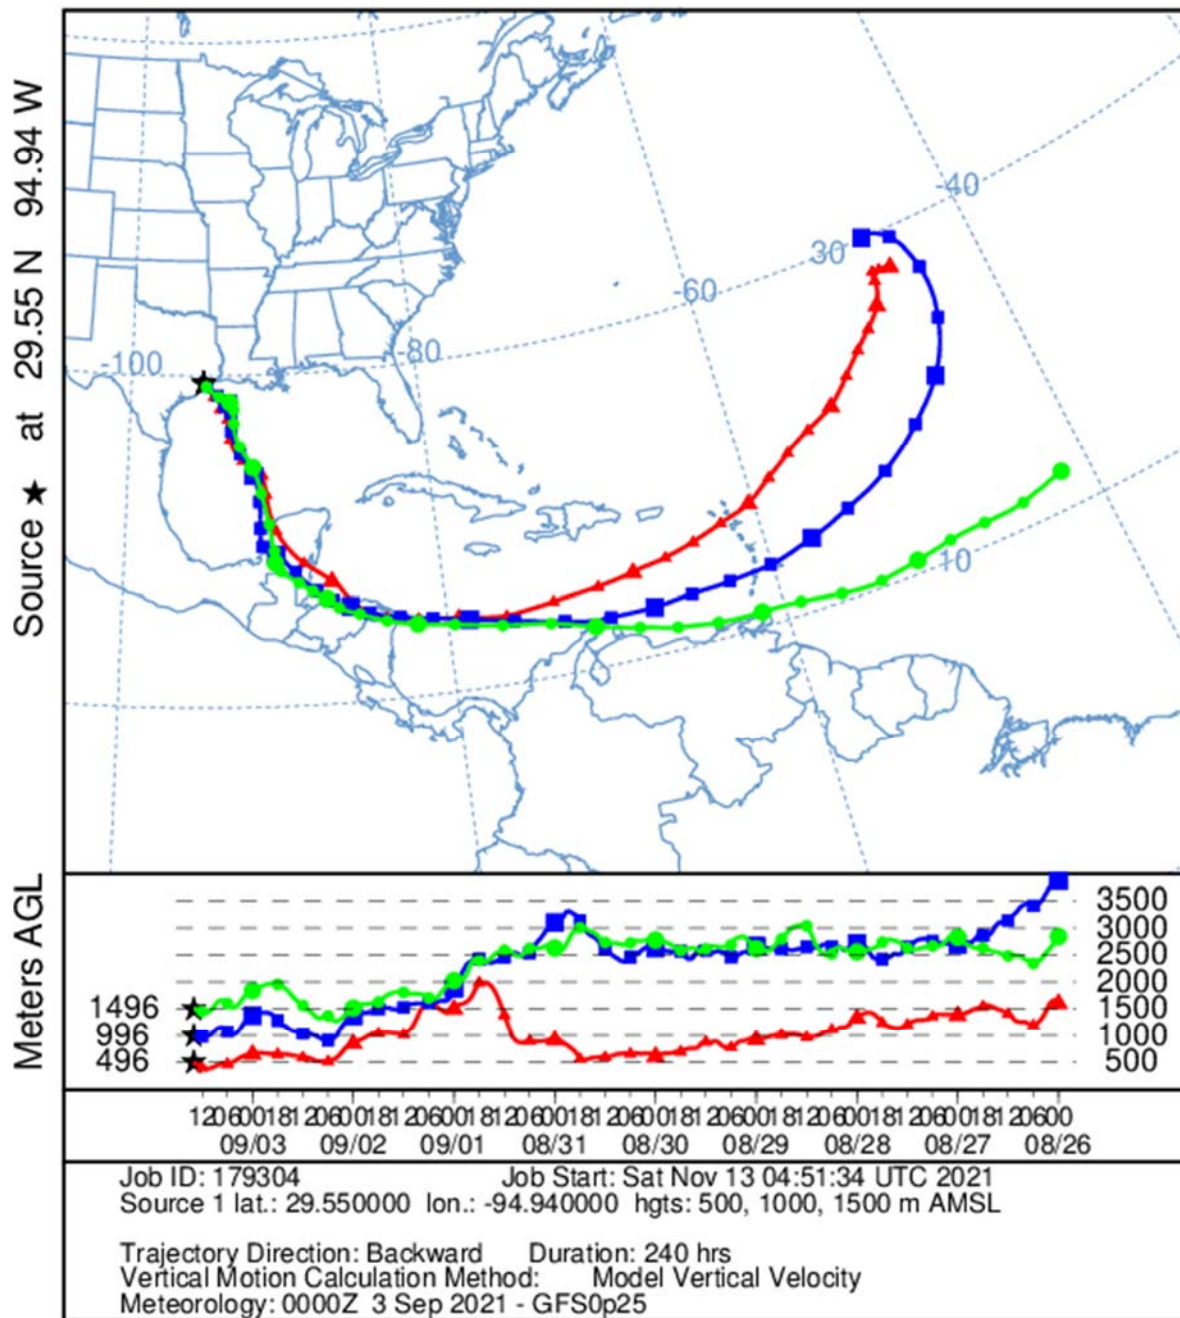 Source ★ at 29.55 N 94.94 W
-40
30
-60
-100
-80
10
Meters AGL
3500
3000
2500
2000
1500
1000
500
1496
996
496
09/03 09/02 09/01 08/31 08/30 08/29 08/28 08/27 08/26
Job ID: 179304 Job Start: Sat Nov 13 04:51:34 UTC 2021
Source 1 lat.: 29.550000 lon.: -94.940000 hgts: 500, 1000, 1500 m AMSL
Trajectory Direction: Backward Duration: 240 hrs
Vertical Motion Calculation Method: Model Vertical Velocity
Meteorology: 0000Z 3 Sep 2021 - GFS0p25